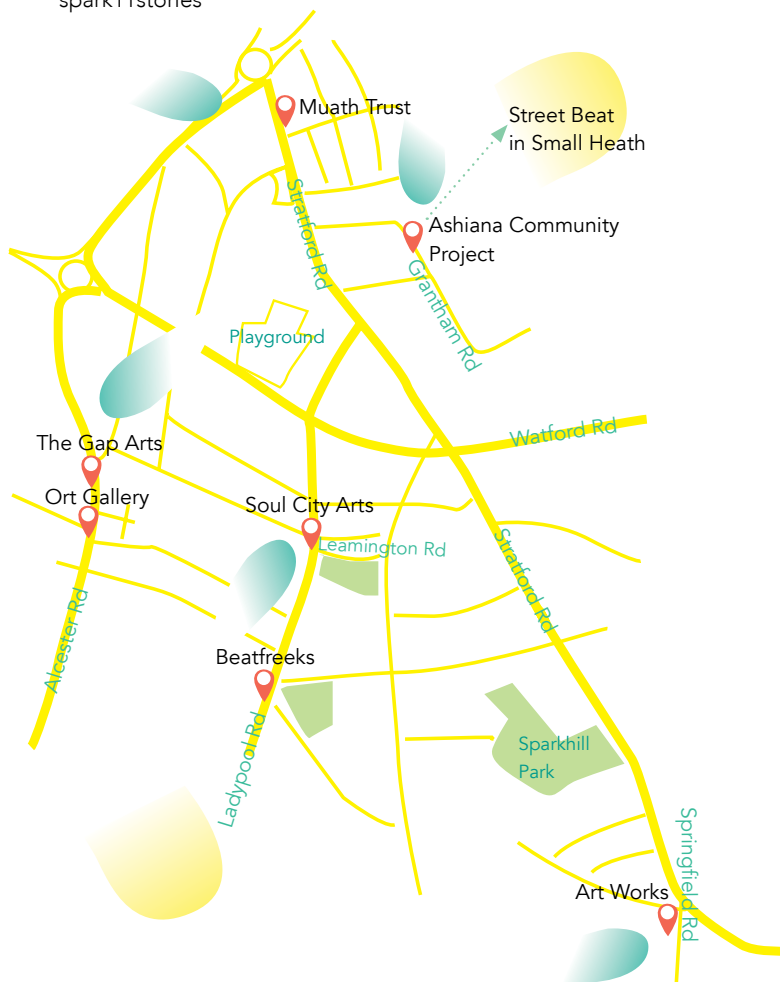 Muath Trust
Street Beat
in Small Heath
Stratford Rd
Ashiana Community
Project
Grantham Rd
Playground
Watford Rd
The Gap Arts
Ort Gallery
Soul City Arts
Leamington Rd
Stratford Rd
Alcester Rd
Beatfreeks
Ladypool Rd
Sparkhill
Park
Springfield Rd
Art Works